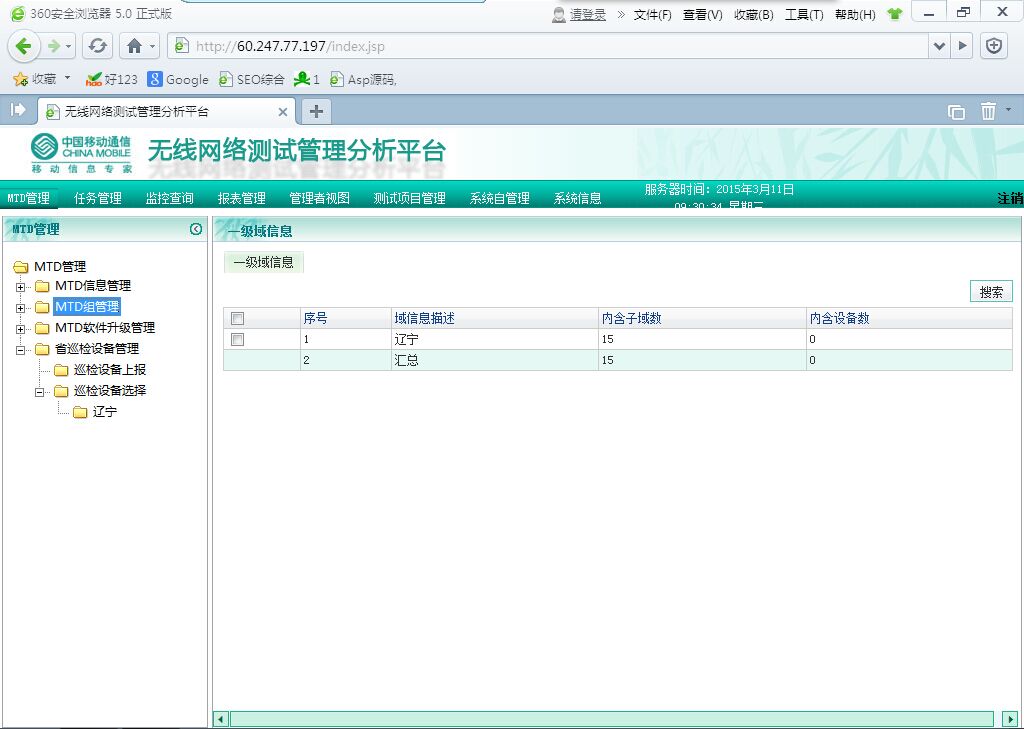 360安全浏览器 5.0 正式版
请登录 » 文件(F) 查看(V) 收藏(B) 工具(T) 帮助(H)
http://60.247.77.197/index.jsp
收藏 好123 Google SEO综合 1 Asp源码,
无线网络测试管理分析平台
中国移动通信
CHINA MOBILE
移动信息专家
无线网络测试管理分析平台
MTD管理 任务管理 监控查询 报表管理 管理者视图 测试项目管理 系统自管理 系统信息 服务器时间：2015年3月11日
09:30:34 星期三
注销
MTD管理
一级域信息
一级域信息
MTD管理
MTD信息管理
MTD组管理
MTD软件升级管理
省巡检设备管理
巡检设备上报
巡检设备选择
辽宁
搜索
序号 域信息描述 内含子域数 内含设备数
1 辽宁 15 0
2 汇总 15 0